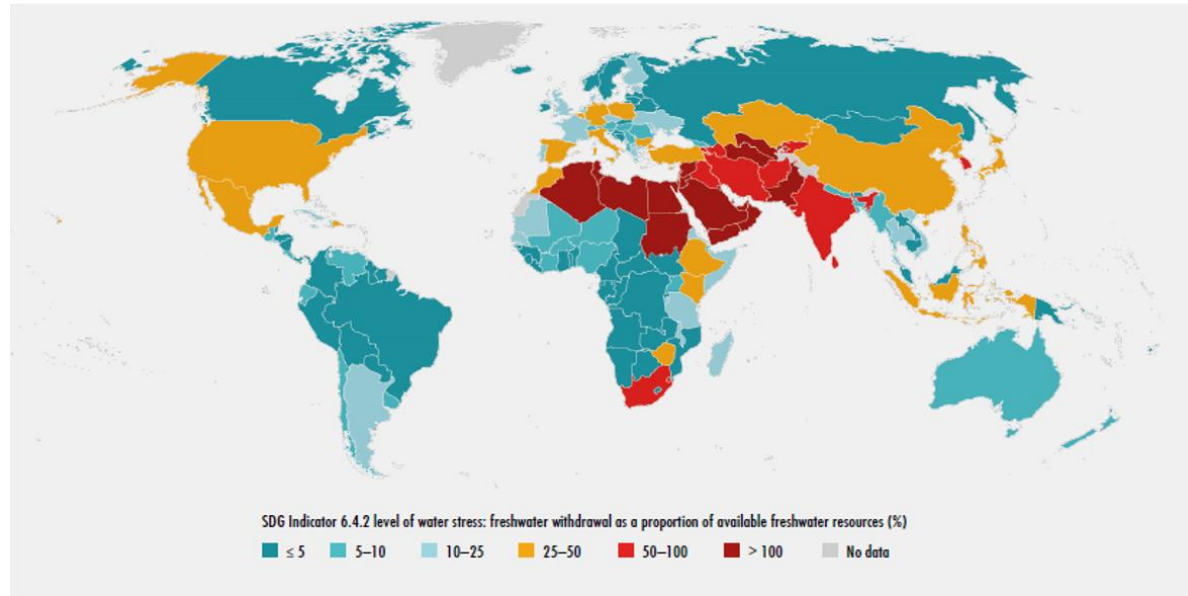 SDG Indicator 6.4.2 level of water stress: freshwater withdrawal as a proportion of available freshwater resources (%)
≤ 5 5–10 10–25 25–50 50–100 > 100 No data